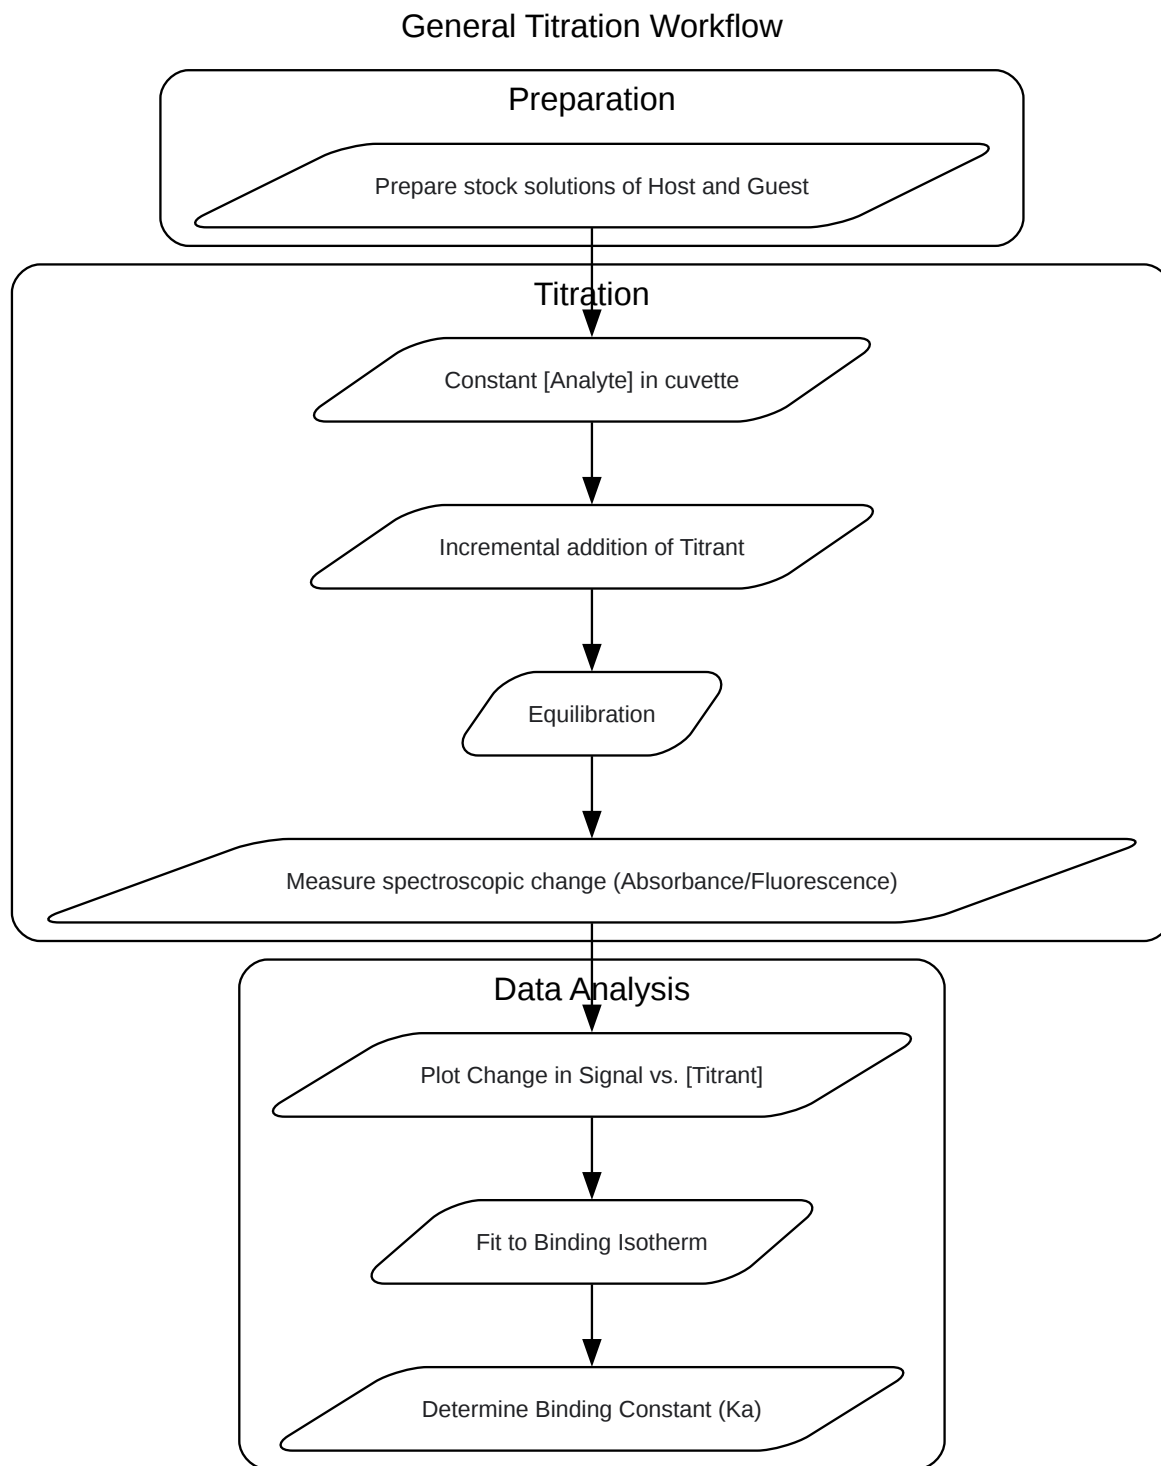 General Titration Workflow
Preparation
Prepare stock solutions of Host and Guest
Titration
Constant [Analyte] in cuvette
Incremental addition of Titrant
Equilibration
Measure spectroscopic change (Absorbance/Fluorescence)
Data Analysis
Plot Change in Signal vs. [Titrant]
Fit to Binding Isotherm
Determine Binding Constant (Ka)